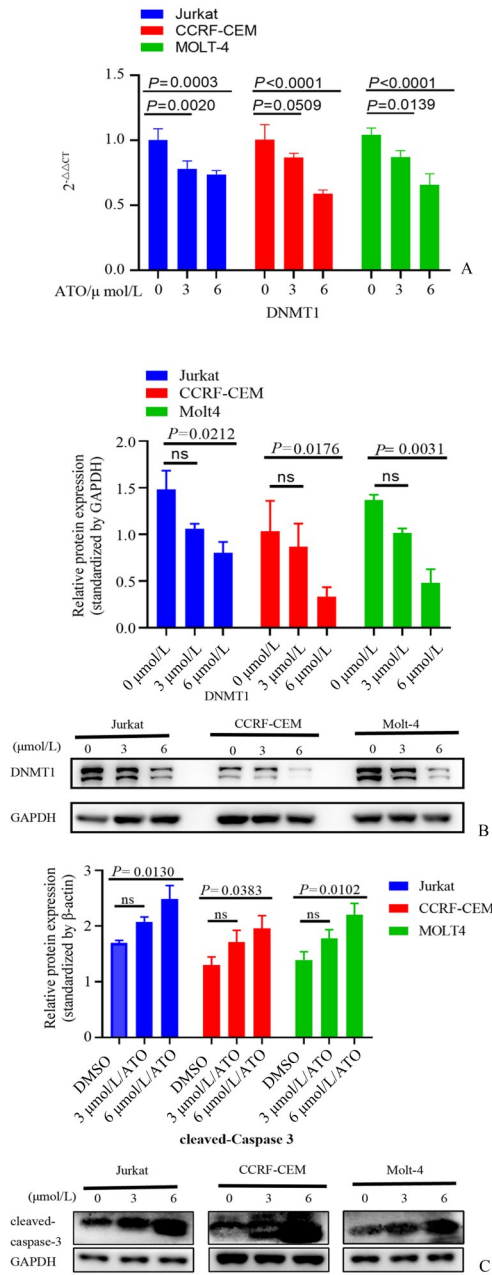 Jurkat
CCRF-CEM
MOLT-4
P=0.0003 P<0.0001 P<0.0001
P=0.0020 P=0.0509 P=0.0139
1.5
1.0
0.5
0.0
2-△△CT
ATO/μ mol/L 0 3 6 0 3 6 0 3 6
DNMT1
A
Jurkat
CCRF-CEM
Molt4
P=0.0212 P=0.0176 P= 0.0031
ns ns ns
2.0
1.5
1.0
0.5
0.0
Relative protein expression
(standardized by GAPDH)
0 μmol/L 3 μmol/L 6 μmol/L 0 μmol/L 3 μmol/L 6 μmol/L 0 μmol/L 3 μmol/L 6 μmol/L
DNMT1
Jurkat CCRF-CEM Molt-4
(μmol/L) 0 3 6 0 3 6 0 3 6
DNMT1
GAPDH
B
P= 0.0130 P=0.0383 P=0.0102
ns ns ns
Jurkat
CCRF-CEM
MOLT4
3
2
1
0
Relative protein expression
(standardized by β-actin)
DMSO 3 μmol/L/ATO 6 μmol/L/ATO DMSO 3 μmol/L/ATO 6 μmol/L/ATO DMSO 3 μmol/L/ATO 6 μmol/L/ATO
cleaved-Caspase 3
Jurkat CCRF-CEM Molt-4
(μmol/L) 0 3 6 0 3 6 0 3 6
cleaved-
caspase-3
GAPDH
C